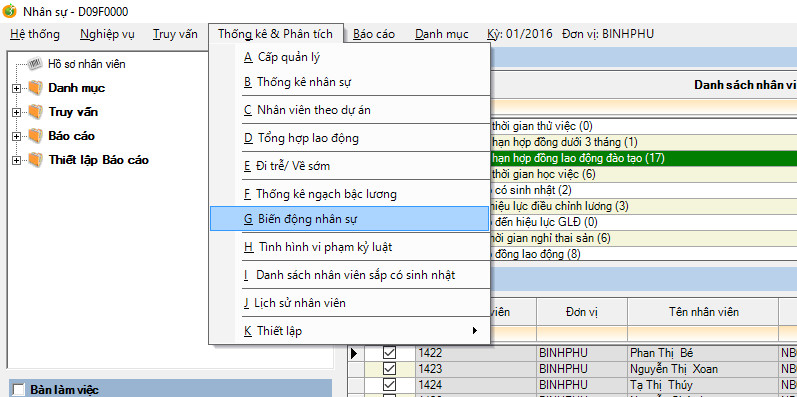 Nhân sự - D09F0000
Hệ thống Nghiệp vụ Truy vấn Thống kê & Phân tích Báo cáo Danh mục Kỳ: 01/2016 Đơn vị: BINHPHU
Hồ sơ nhân viên
Danh mục
Truy vấn
Báo cáo
Thiết lập Báo cáo
A Cấp quản lý
B Thống kê nhân sự
C Nhân viên theo dự án
D Tổng hợp lao động
E Đi trễ/ Về sớm
F Thống kê ngạch bậc lương
G Biến động nhân sự
H Tình hình vi phạm kỷ luật
I Danh sách nhân viên sắp có sinh nhật
J Lịch sử nhân viên
K Thiết lập
Danh sách nhân vi
thời gian thử việc (0)
hạn hợp đồng dưới 3 tháng (1)
hạn hợp đồng lao động đào tạo (17)
thời gian học việc (6)
có sinh nhật (2)
hiệu lực điều chỉnh lương (3)
đến hiệu lực GLĐ (0)
thời gian nghỉ thai sản (6)
đồng lao động (8)
viên Đơn vị Tên nhân viên
1422 BINHPHU Phan Thị Bé NB
1423 BINHPHU Nguyễn Thị Xoan NB
1424 BINHPHU Tạ Thị Thúy NB
Bàn làm việc